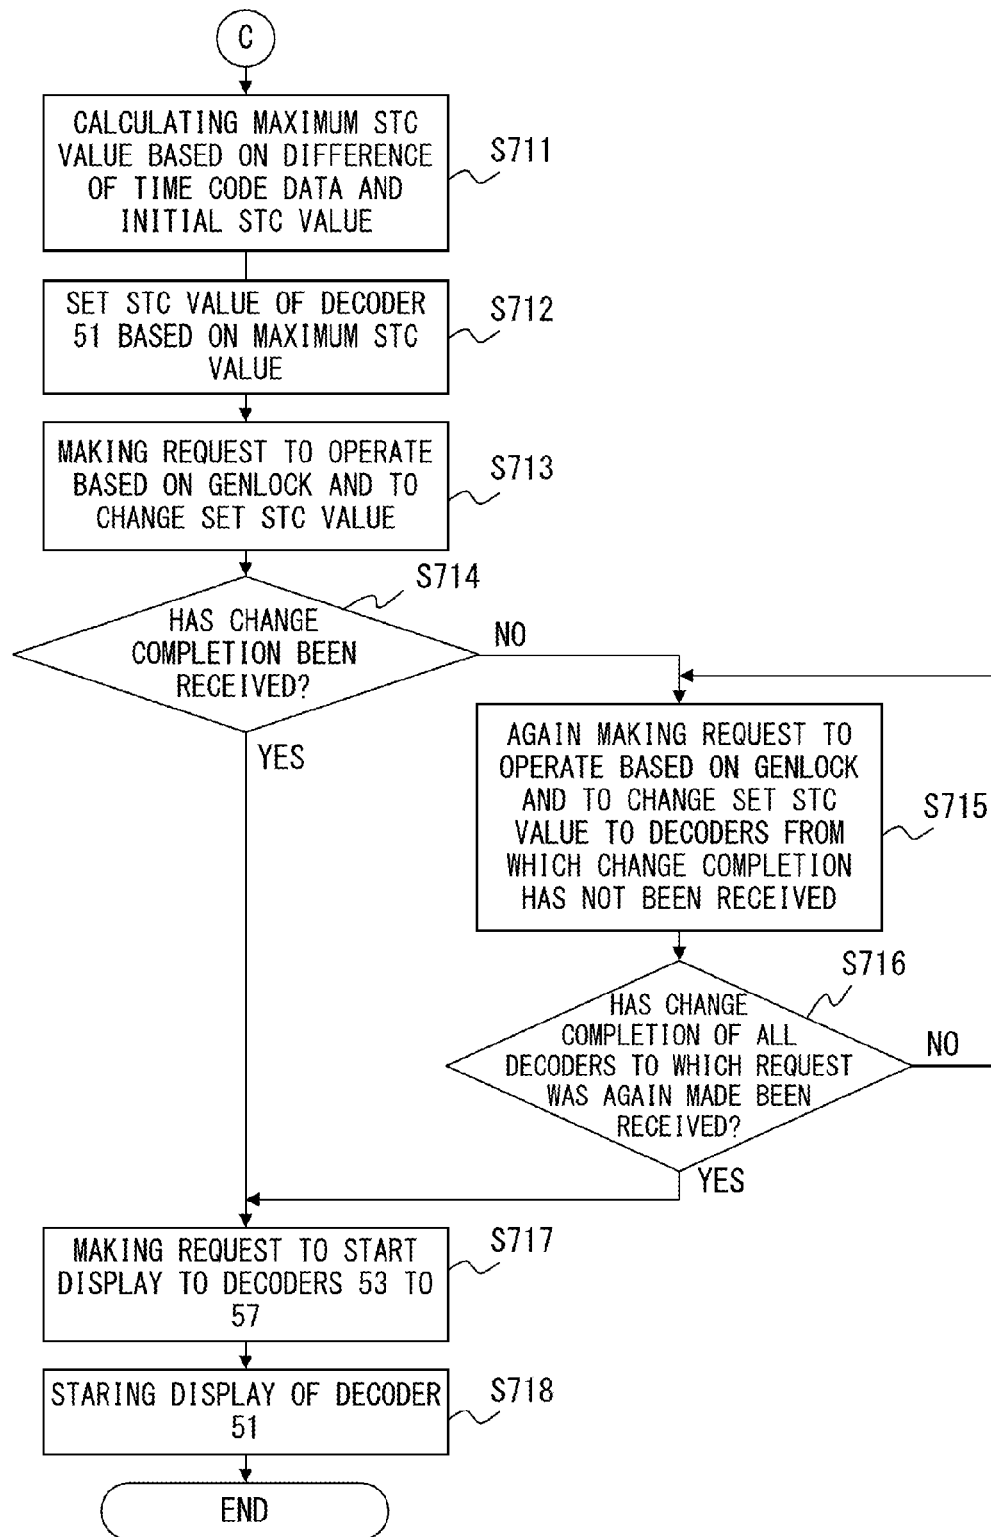 C
CALCULATING MAXIMUM STC
VALUE BASED ON DIFFERENCE
OF TIME CODE DATA AND
INITIAL STC VALUE
S711
SET STC VALUE OF DECODER
51 BASED ON MAXIMUM STC
VALUE
S712
MAKING REQUEST TO OPERATE
BASED ON GENLOCK AND TO
CHANGE SET STC VALUE
S713
S714
HAS CHANGE
COMPLETION BEEN
RECEIVED?
NO
YES
AGAIN MAKING REQUEST TO
OPERATE BASED ON GENLOCK
AND TO CHANGE SET STC
VALUE TO DECODERS FROM
WHICH CHANGE COMPLETION
HAS NOT BEEN RECEIVED
S715
S716
HAS CHANGE
COMPLETION OF ALL
DECODERS TO WHICH REQUEST
WAS AGAIN MADE BEEN
RECEIVED?
NO
YES
MAKING REQUEST TO START
DISPLAY TO DECODERS 53 TO
57
S717
STARING DISPLAY OF DECODER
51
S718
END